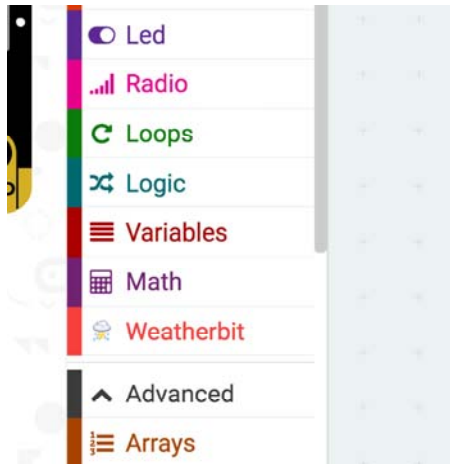 Led
Radio
Loops
Logic
Variables
Math
Weatherbit
Advanced
Arrays